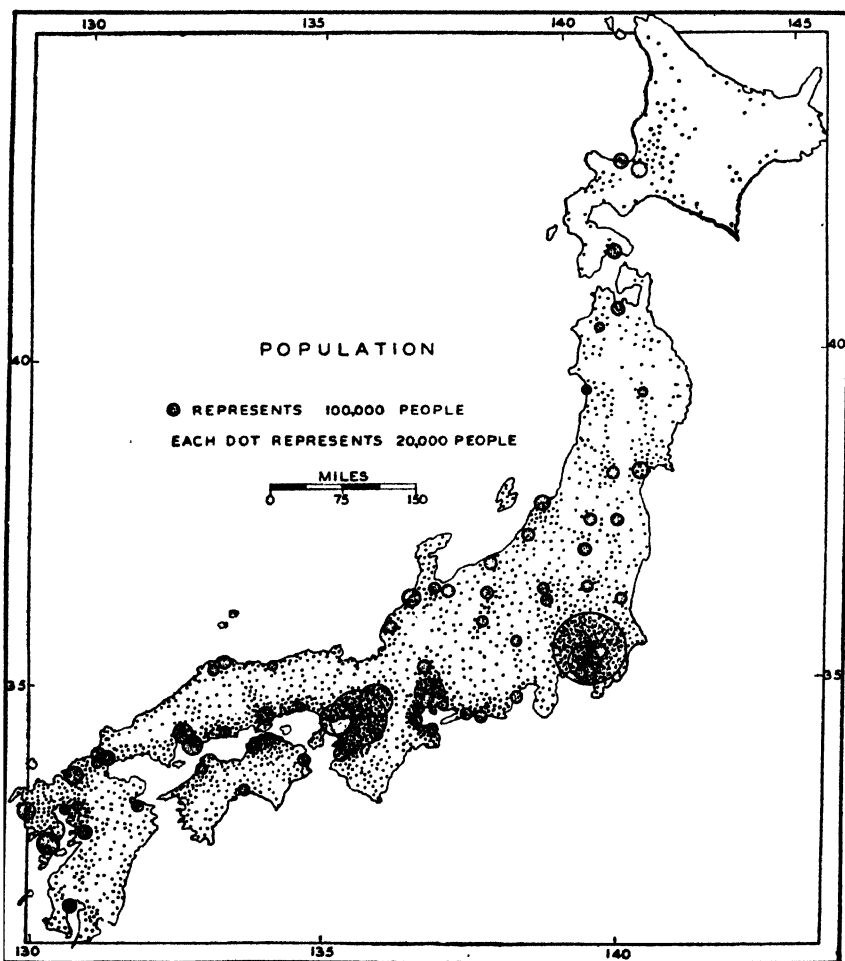 130 135 140 145
40 40
POPULATION
REPRESENTS 100,000 PEOPLE
EACH DOT REPRESENTS 20,000 PEOPLE
MILES
0 75 150
35 35
130 135 140